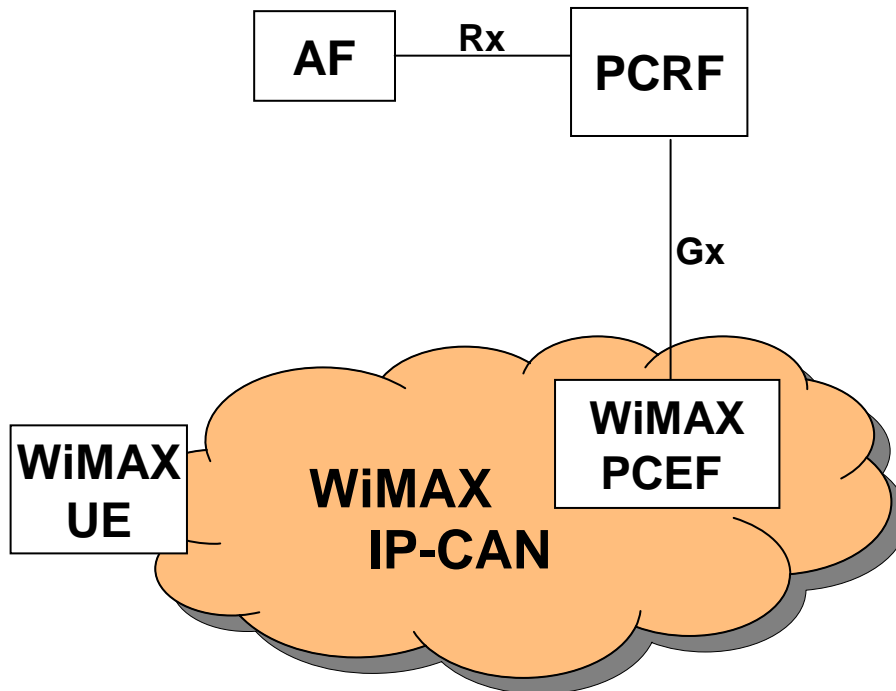 AF
Rx
PCRF
Gx
WiMAX
PCEF
WiMAX
UE
WiMAX
IP-CAN